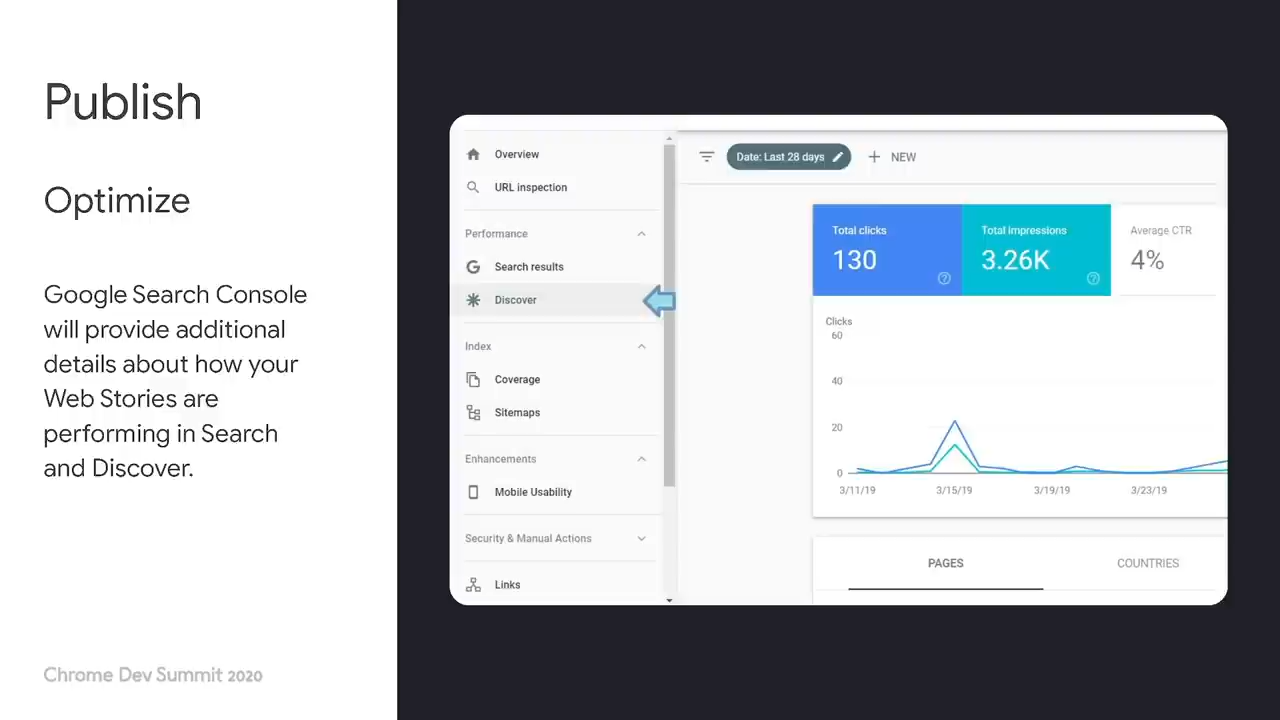 Publish
Optimize
Google Search Console
will provide additional
details about how your
Web Stories are
performing in Search
and Discover.
Chrome Dev Summit 2020
Overview
URL inspection
Performance
Search results
Discover
Index
Coverage
Sitemaps
Enhancements
Mobile Usability
Security & Manual Actions
Links
Date: Last 28 days
+ NEW
Total clicks
130
Total impressions
3.26K
Average CTR
4%
Clicks
60
40
20
0
3/11/19 3/15/19 3/19/19 3/23/19
PAGES COUNTRIES